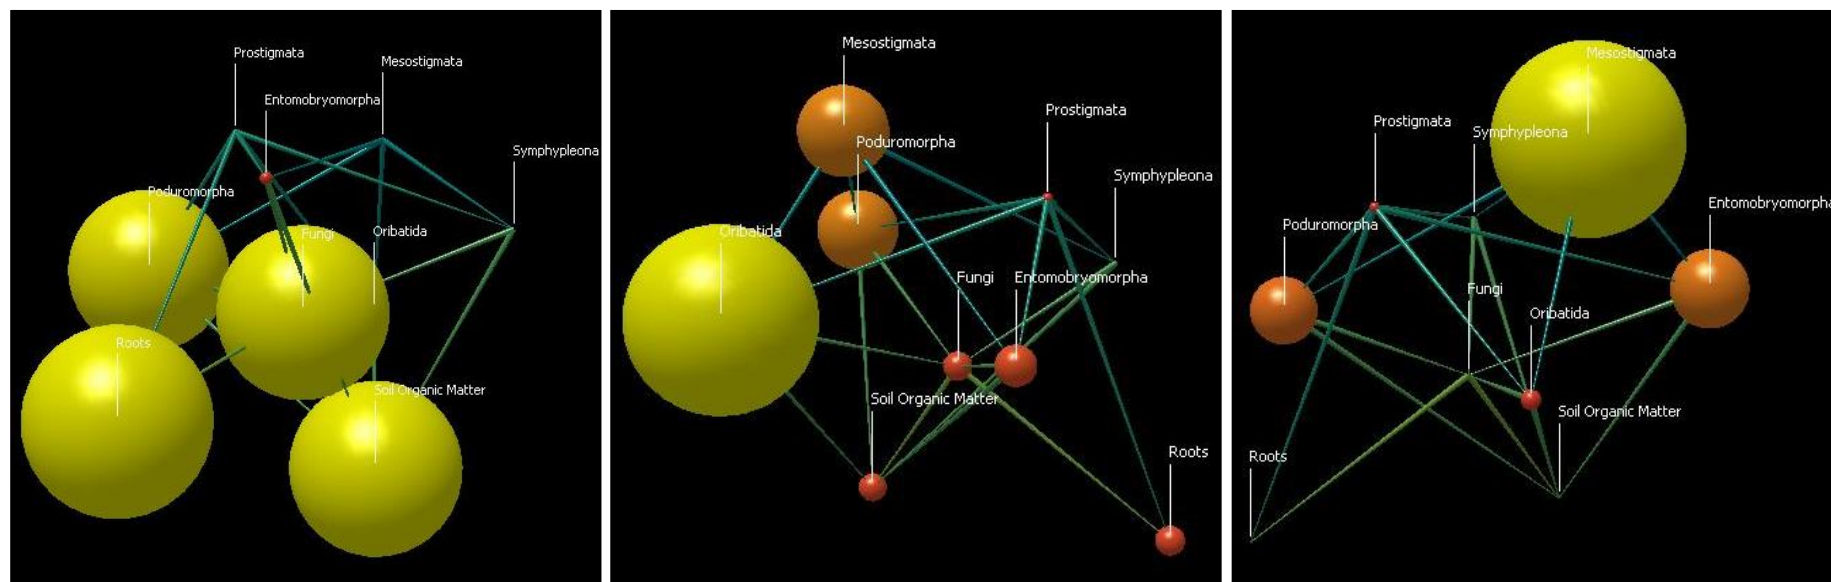 Prostigmata
Mesostigmata
Entomobryomorpha
Symphypleona
Poduromorpha
Fungi
Oribatida
Roots
Soil Organic Matter
Mesostigmata
Prostigmata
Poduromorpha
Symphypleona
Oribatida
Fungi
Entomobryomorpha
Soil Organic Matter
Roots
Mesostigmata
Prostigmata
Symphypleona
Entomobryomorpha
Poduromorpha
Fungi
Oribatida
Soil Organic Matter
Roots